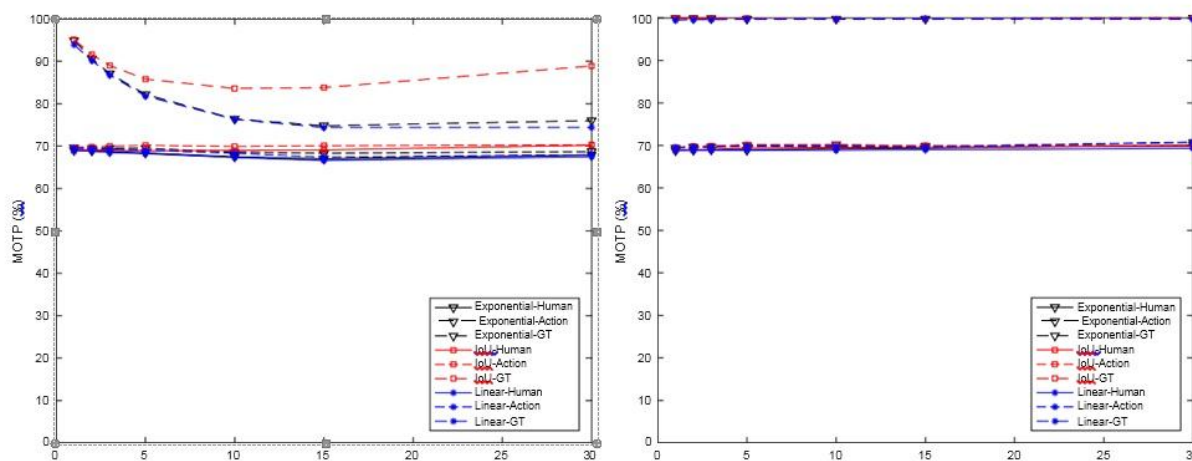 100
90
80
70
60
50
40
30
20
10
0
MOTP (%)
Exponential-Human
Exponential-Action
Exponential-GT
IoU-Human
IoU-Action
IoU-GT
Linear-Human
Linear-Action
Linear-GT
0 5 10 15 20 25 30
100
90
80
70
60
50
40
30
20
10
0
MOTP (%)
Exponential-Human
Exponential-Action
Exponential-GT
IoU-Human
IoU-Action
IoU-GT
Linear-Human
Linear-Action
Linear-GT
0 5 10 15 20 25